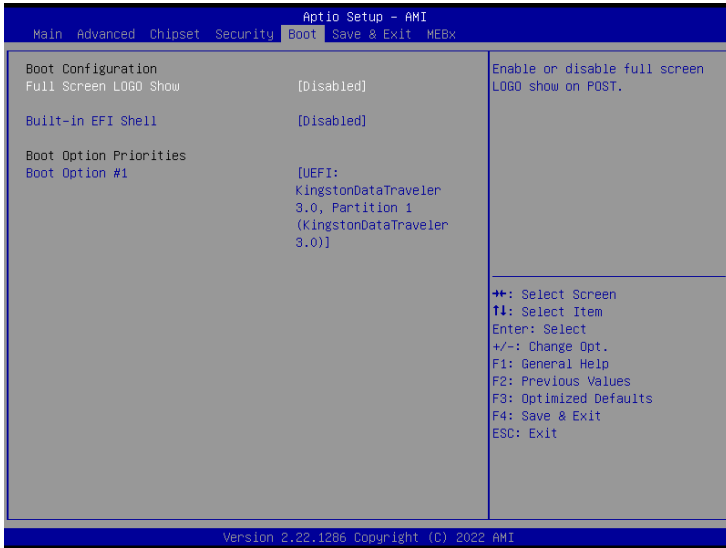 Aptio Setup - AMI
Main Advanced Chipset Security Boot Save & Exit MEBx
Boot Configuration
Full Screen LOGO Show [Disabled]
Built-in EFI Shell [Disabled]
Boot Option Priorities
Boot Option #1 [UEFI:
KingstonDataTraveler
3.0, Partition 1
(KingstonDataTraveler
3.0)]
Enable or disable full screen
LOGO show on POST.
→←: Select Screen
↑↓: Select Item
Enter: Select
+/-: Change Opt.
F1: General Help
F2: Previous Values
F3: Optimized Defaults
F4: Save & Exit
ESC: Exit
Version 2.22.1286 Copyright (C) 2022 AMI